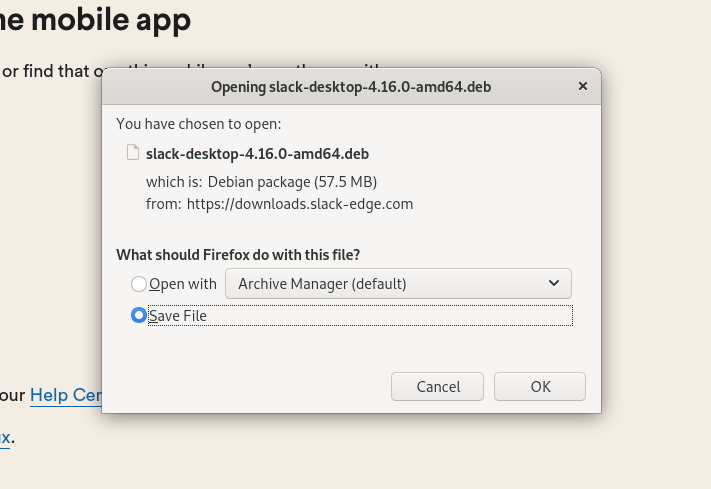 ne mobile app
or find that o
Opening slack-desktop-4.16.0-amd64.deb
You have chosen to open:
slack-desktop-4.16.0-amd64.deb
which is: Debian package (57.5 MB)
from: https://downloads.slack-edge.com
What should Firefox do with this file?
Open with Archive Manager (default)
Save File
Cancel OK
our Help Cen
x.